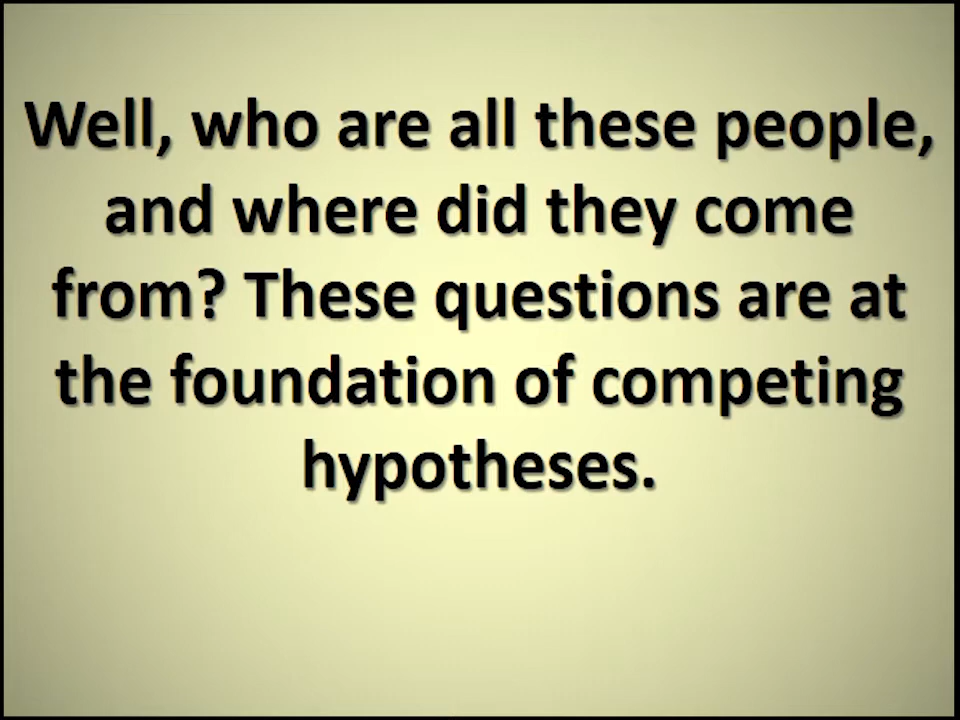 Well, who are all these people,
and where did they come
from? These questions are at
the foundation of competing
hypotheses.